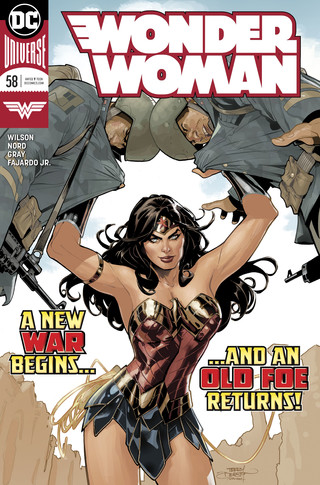 DC
UNIVERSE
WONDER
WOMAN
58
WILSON
NORD
GRAY
FAJARDO JR.
A NEW
WAR
BEGINS...
...AND AN
OLD FOE
RETURNS!